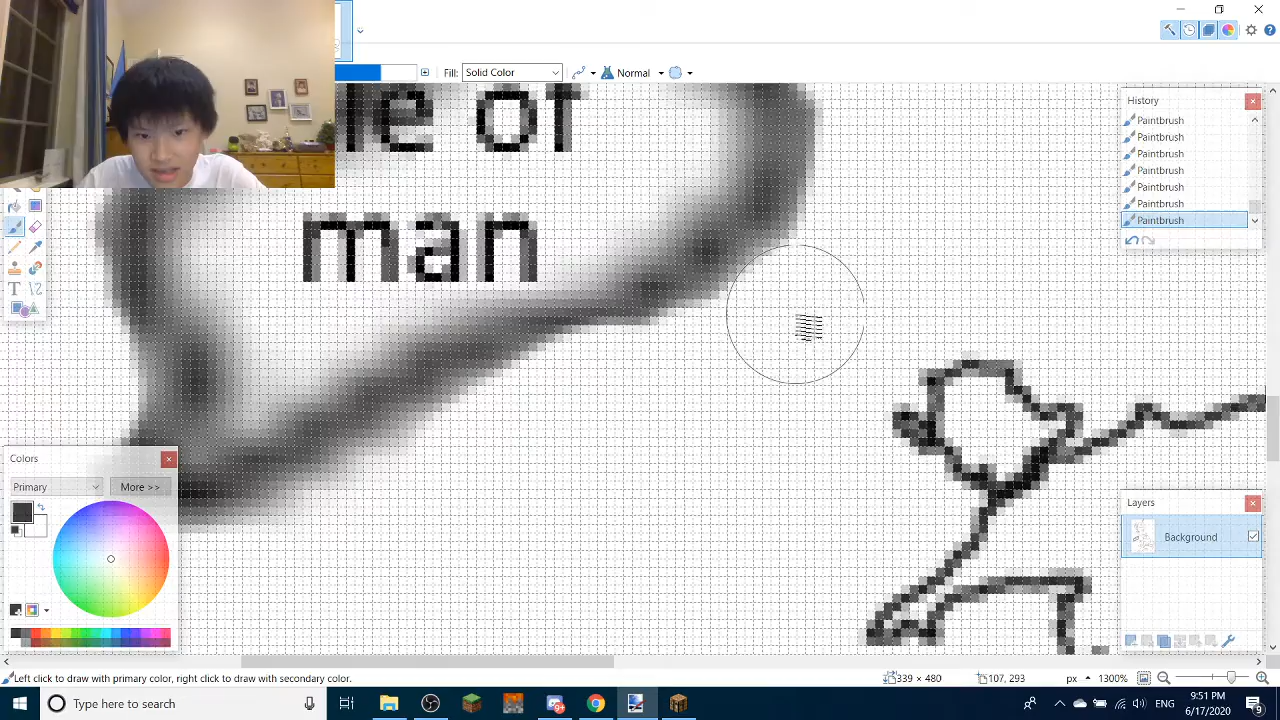 Fill: Solid Color Normal
History
Paintbrush
Paintbrush
Paintbrush
Paintbrush
Paintbrush
Paintbrush
Paintbrush
of
man
T
Colors
Primary More >>
Layers
Background
Left click to draw with primary color, right click to draw with secondary color.
339 × 480 107, 293 px 1300%
Type here to search
9:51 PM
6/17/2020